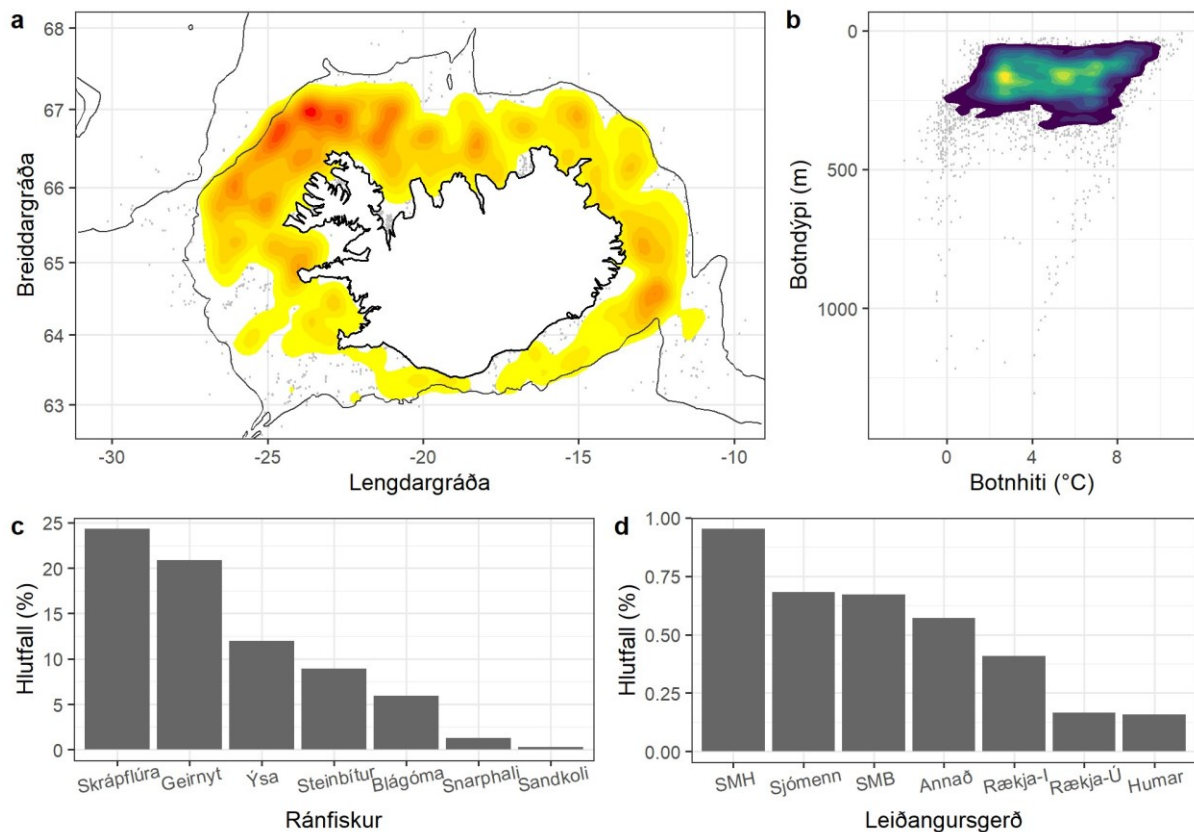 a
68
67
66
65
64
63
Breiddargráða
-30
-25
-20
-15
-10
Lengdargráða
b
0
500
1000
Botndýpi (m)
0
4
8
Botnhiti (°C)
c
25
20
15
10
5
0
Hlutfall (%)
Skrápflúra Geirnyt Ýsa Steinbítur Blágóma Snarphali Sandkoli
Ránfiskur
d
1.00
0.75
0.50
0.25
0.00
Hlutfall (%)
SMH Sjómenn SMB Annað Rækja-I Rækja-Ú Humar
Leiðangursgerð